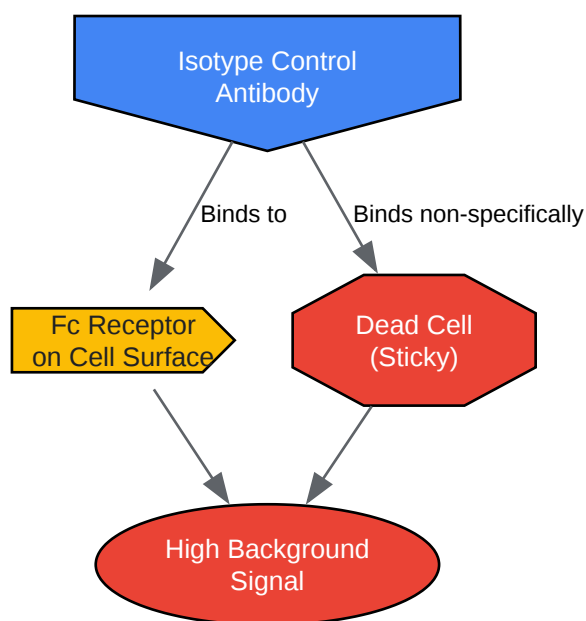 Isotype Control
Antibody
Binds to
Binds non-specifically
Fc Receptor
on Cell Surface
Dead Cell
(Sticky)
High Background
Signal